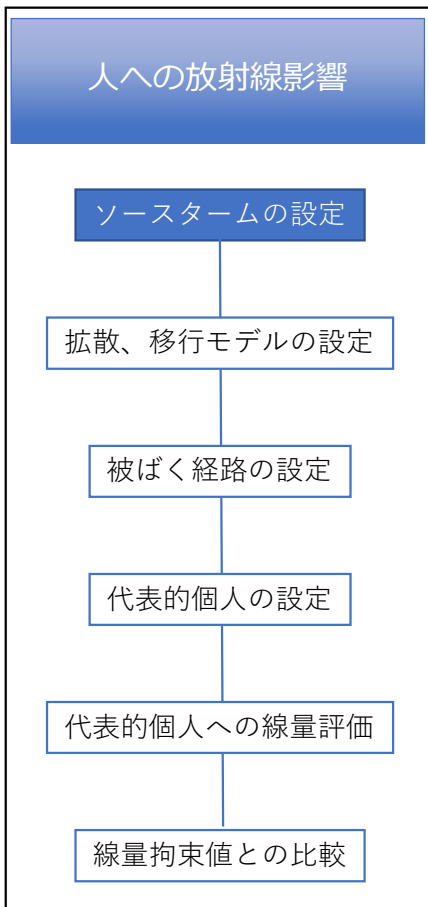 人への放射線影響
ソースタームの設定
拡散、移行モデルの設定
被ばく経路の設定
代表的個人の設定
代表的個人への線量評価
線量拘束値との比較